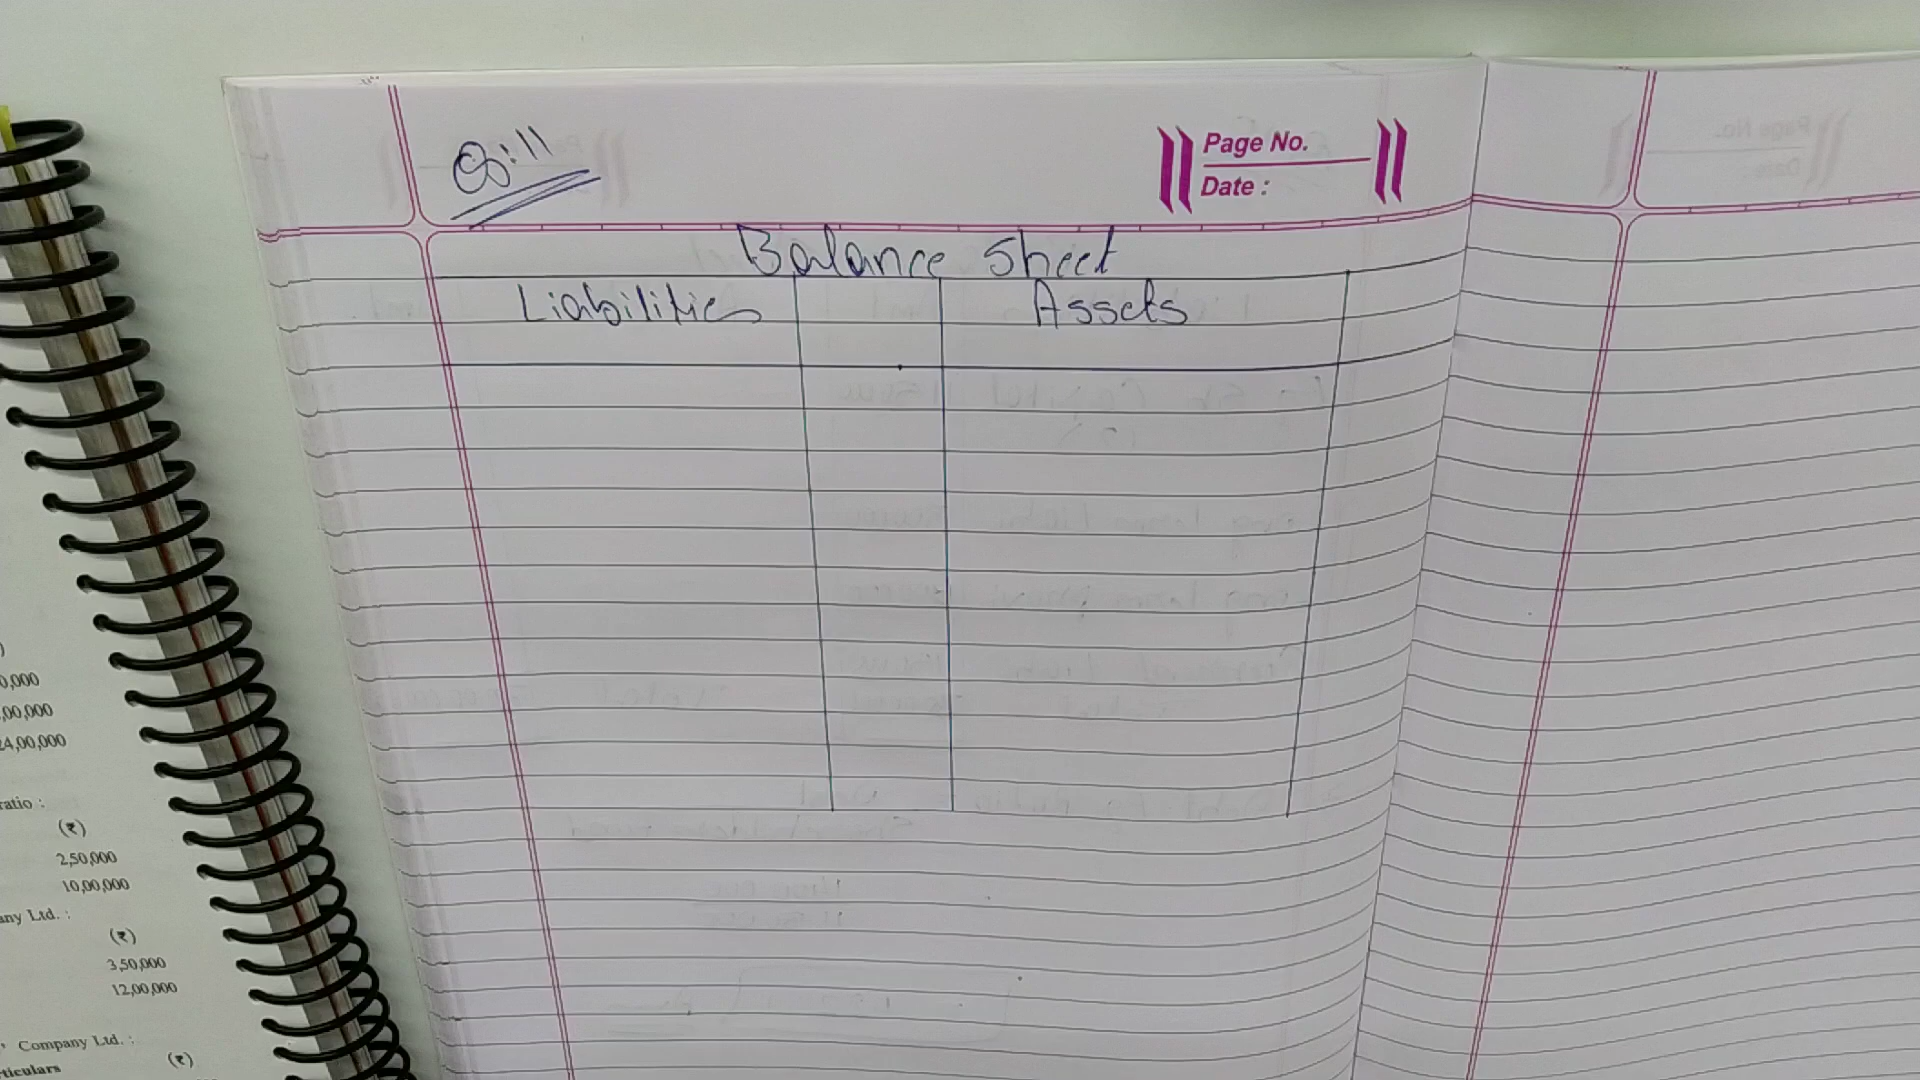 Q:11
Page No.
Date :
Balance Sheet
Liabilities Assets
0,000
,00,000
24,00,000
ratio :
(₹)
2,50,000
10,00,000
any Ltd. :
(₹)
3,50,000
12,00,000
' Company Ltd. :
rticulars (₹)